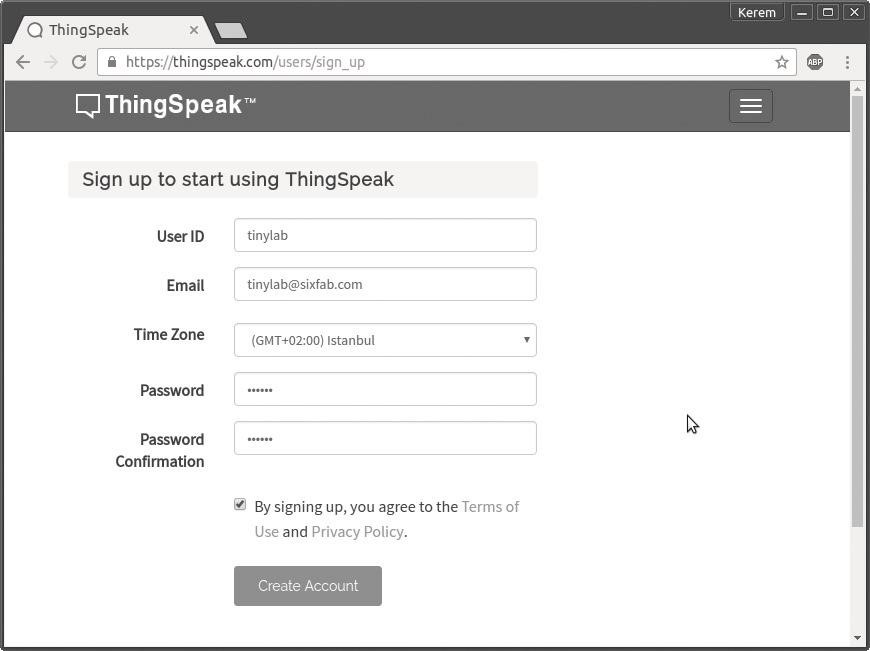 Kerem
ThingSpeak
https://thingspeak.com/users/sign_up
ABP
ThingSpeak™
Sign up to start using ThingSpeak
User ID
tinylab
Email
tinylab@sixfab.com
Time Zone
(GMT+02:00) Istanbul
Password
••••••
Password
Confirmation
••••••
By signing up, you agree to the Terms of
Use and Privacy Policy.
Create Account